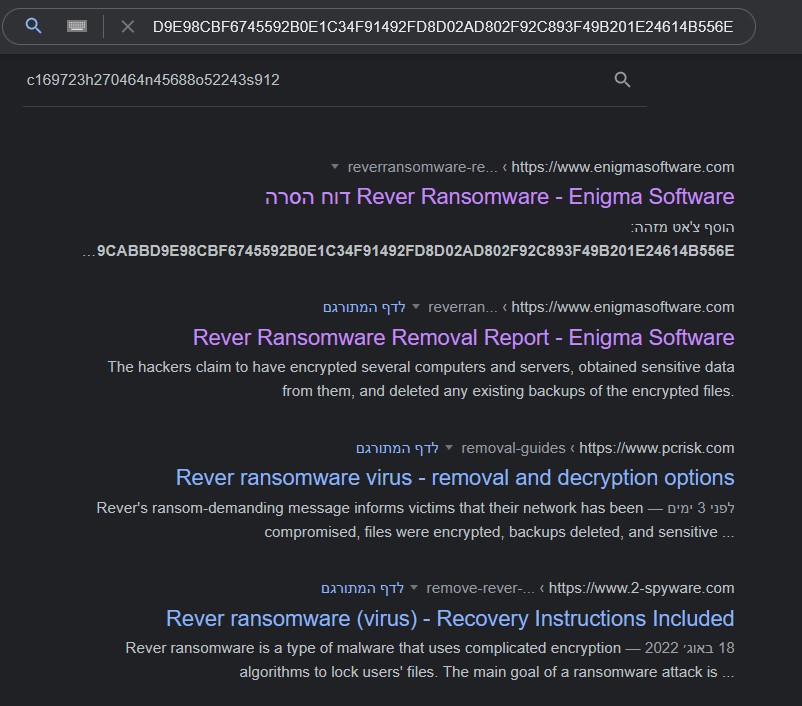 D9E98CBF6745592B0E1C34F91492FD8D02AD802F92C893F49B201E24614B556E
c169723h270464n45688o52243s912
https://www.enigmasoftware.com › reverransomware-re...
דוח הסרה Rever Ransomware - Enigma Software
הוסף צ'אט מזהה:
9CABBD9E98CBF6745592B0E1C34F91492FD8D02AD802F92C893F49B201E24614B556E...
https://www.enigmasoftware.com › reverran... לדף המתורגם
Rever Ransomware Removal Report - Enigma Software
The hackers claim to have encrypted several computers and servers, obtained sensitive data
from them, and deleted any existing backups of the encrypted files.
https://www.pcrisk.com › removal-guides לדף המתורגם
Rever ransomware virus - removal and decryption options
לפני 3 ימים — Rever's ransom-demanding message informs victims that their network has been
compromised, files were encrypted, backups deleted, and sensitive ...
https://www.2-spyware.com › remove-rever-... לדף המתורגם
Rever ransomware (virus) - Recovery Instructions Included
18 באוג׳ 2022 — Rever ransomware is a type of malware that uses complicated encryption
algorithms to lock users' files. The main goal of a ransomware attack is ...